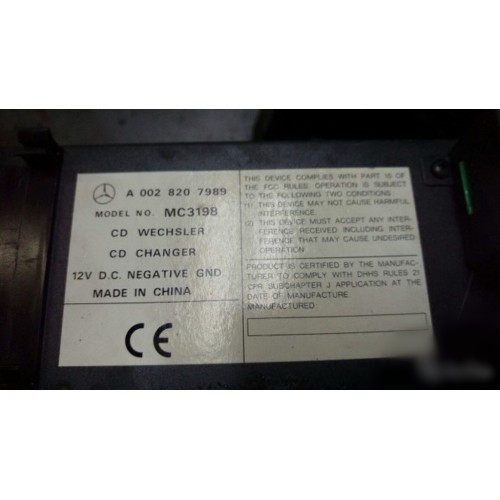 A 002 820 7989
MODEL NO. MC3198
CD WECHSLER
CD CHANGER
12V D.C. NEGATIVE GND
MADE IN CHINA
CE
THIS DEVICE COMPLIES WITH PART 15 OF
THE FCC RULES. OPERATION IS SUBJECT
TO THE FOLLOWING TWO CONDITIONS:
THIS DEVICE MAY NOT CAUSE HARMFUL
INTERFERENCE
THIS DEVICE MUST ACCEPT ANY INTER-
FERENCE RECEIVED INCLUDING INTER-
FERENCE THAT MAY CAUSE UNDESIRED
OPERATION
PRODUCT IS CERTIFIED BY THE MANUFAC-
TURER TO COMPLY WITH DHHS RULES 21
CFR SUBCHAPTER J APPLICATION AT THE
DATE OF MANUFACTURE.
MANUFACTURED: